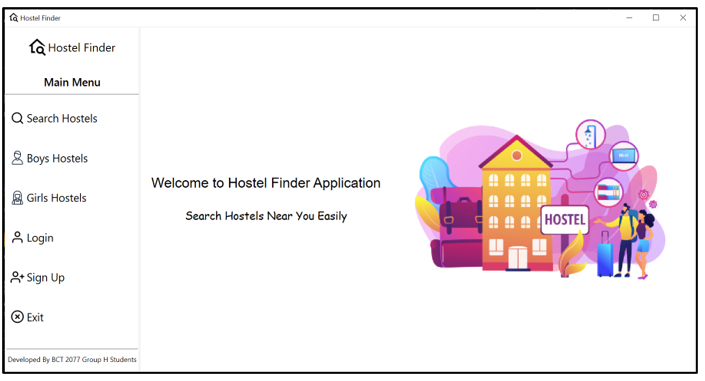 Hostel Finder
Hostel Finder
Main Menu
Search Hostels
Boys Hostels
Girls Hostels
Login
Sign Up
Exit
Developed By BCT 2077 Group H Students
Welcome to Hostel Finder Application
Search Hostels Near You Easily
HOSTEL